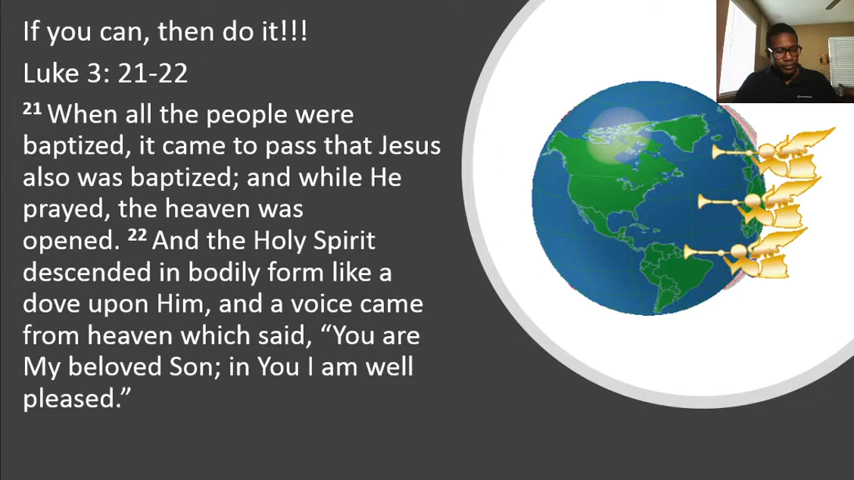 If you can, then do it!!!
Luke 3: 21-22
21 When all the people were
baptized, it came to pass that Jesus
also was baptized; and while He
prayed, the heaven was
opened. 22 And the Holy Spirit
descended in bodily form like a
dove upon Him, and a voice came
from heaven which said, “You are
My beloved Son; in You I am well
pleased.”